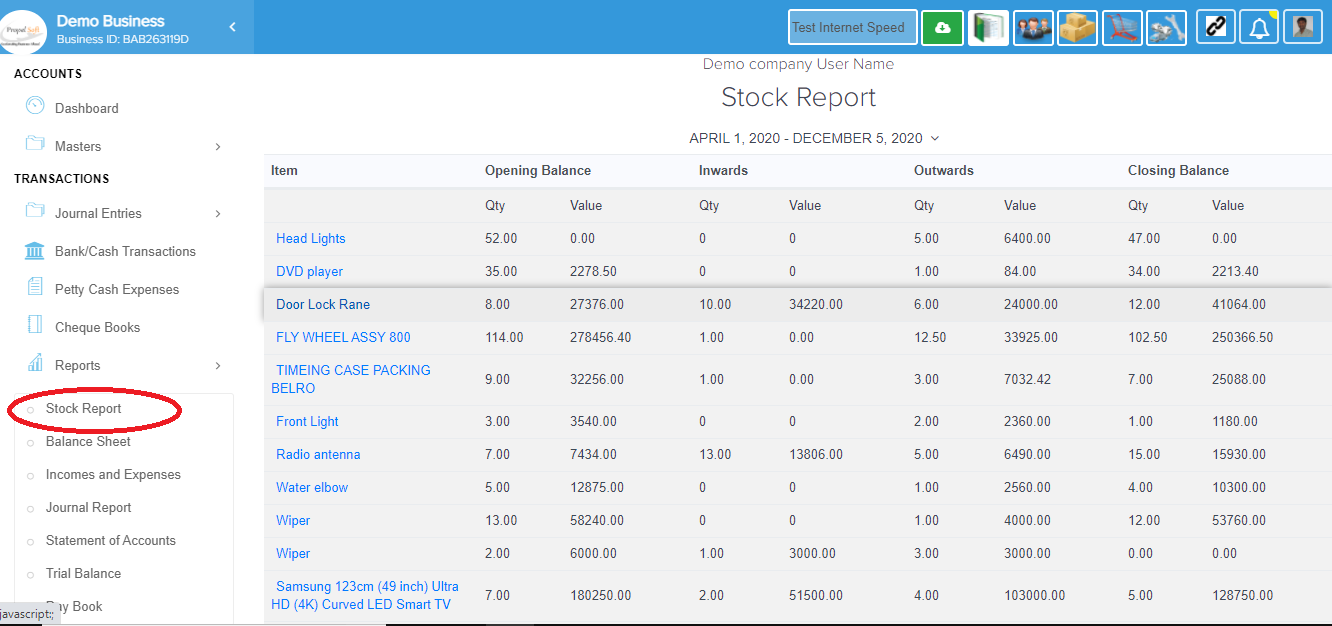 Propel Soft
Demo Business
Business ID: BAB263119D
Test Internet Speed
ACCOUNTS
Dashboard
Masters
TRANSACTIONS
Journal Entries
Bank/Cash Transactions
Petty Cash Expenses
Cheque Books
Reports
Stock Report
Balance Sheet
Incomes and Expenses
Journal Report
Statement of Accounts
Trial Balance
Day Book
javascript:;
Demo company User Name
Stock Report
APRIL 1, 2020 - DECEMBER 5, 2020
Item Opening Balance Inwards Outwards Closing Balance
Qty Value Qty Value Qty Value Qty Value
Head Lights 52.00 0.00 0 0 5.00 6400.00 47.00 0.00
DVD player 35.00 2278.50 0 0 1.00 84.00 34.00 2213.40
Door Lock Rane 8.00 27376.00 10.00 34220.00 6.00 24000.00 12.00 41064.00
FLY WHEEL ASSY 800 114.00 278456.40 1.00 0.00 12.50 33925.00 102.50 250366.50
TIMEING CASE PACKING
BELRO 9.00 32256.00 1.00 0.00 3.00 7032.42 7.00 25088.00
Front Light 3.00 3540.00 0 0 2.00 2360.00 1.00 1180.00
Radio antenna 7.00 7434.00 13.00 13806.00 5.00 6490.00 15.00 15930.00
Water elbow 5.00 12875.00 0 0 1.00 2560.00 4.00 10300.00
Wiper 13.00 58240.00 0 0 1.00 4000.00 12.00 53760.00
Wiper 2.00 6000.00 1.00 3000.00 3.00 3000.00 0.00 0.00
Samsung 123cm (49 inch) Ultra
HD (4K) Curved LED Smart TV 7.00 180250.00 2.00 51500.00 4.00 103000.00 5.00 128750.00